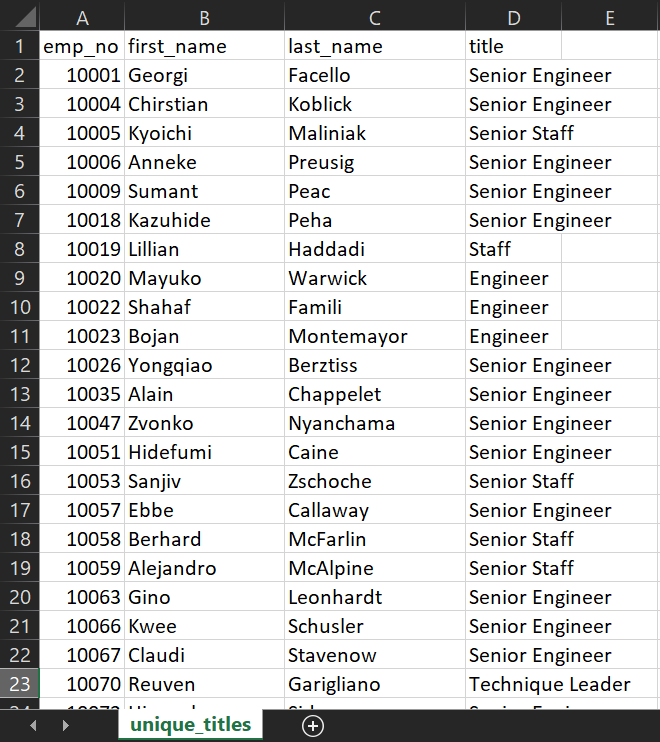 A B C D E
1 emp_no first_name last_name title
2 10001 Georgi Facello Senior Engineer
3 10004 Chirstian Koblick Senior Engineer
4 10005 Kyoichi Maliniak Senior Staff
5 10006 Anneke Preusig Senior Engineer
6 10009 Sumant Peac Senior Engineer
7 10018 Kazuhide Peha Senior Engineer
8 10019 Lillian Haddadi Staff
9 10020 Mayuko Warwick Engineer
10 10022 Shahaf Famili Engineer
11 10023 Bojan Montemayor Engineer
12 10026 Yongqiao Berztiss Senior Engineer
13 10035 Alain Chappelet Senior Engineer
14 10047 Zvonko Nyanchama Senior Engineer
15 10051 Hidefumi Caine Senior Engineer
16 10053 Sanjiv Zschoche Senior Staff
17 10057 Ebbe Callaway Senior Engineer
18 10058 Berhard McFarlin Senior Staff
19 10059 Alejandro McAlpine Senior Staff
20 10063 Gino Leonhardt Senior Engineer
21 10066 Kwee Schusler Senior Engineer
22 10067 Claudi Stavenow Senior Engineer
23 10070 Reuven Garigliano Technique Leader
unique_titles